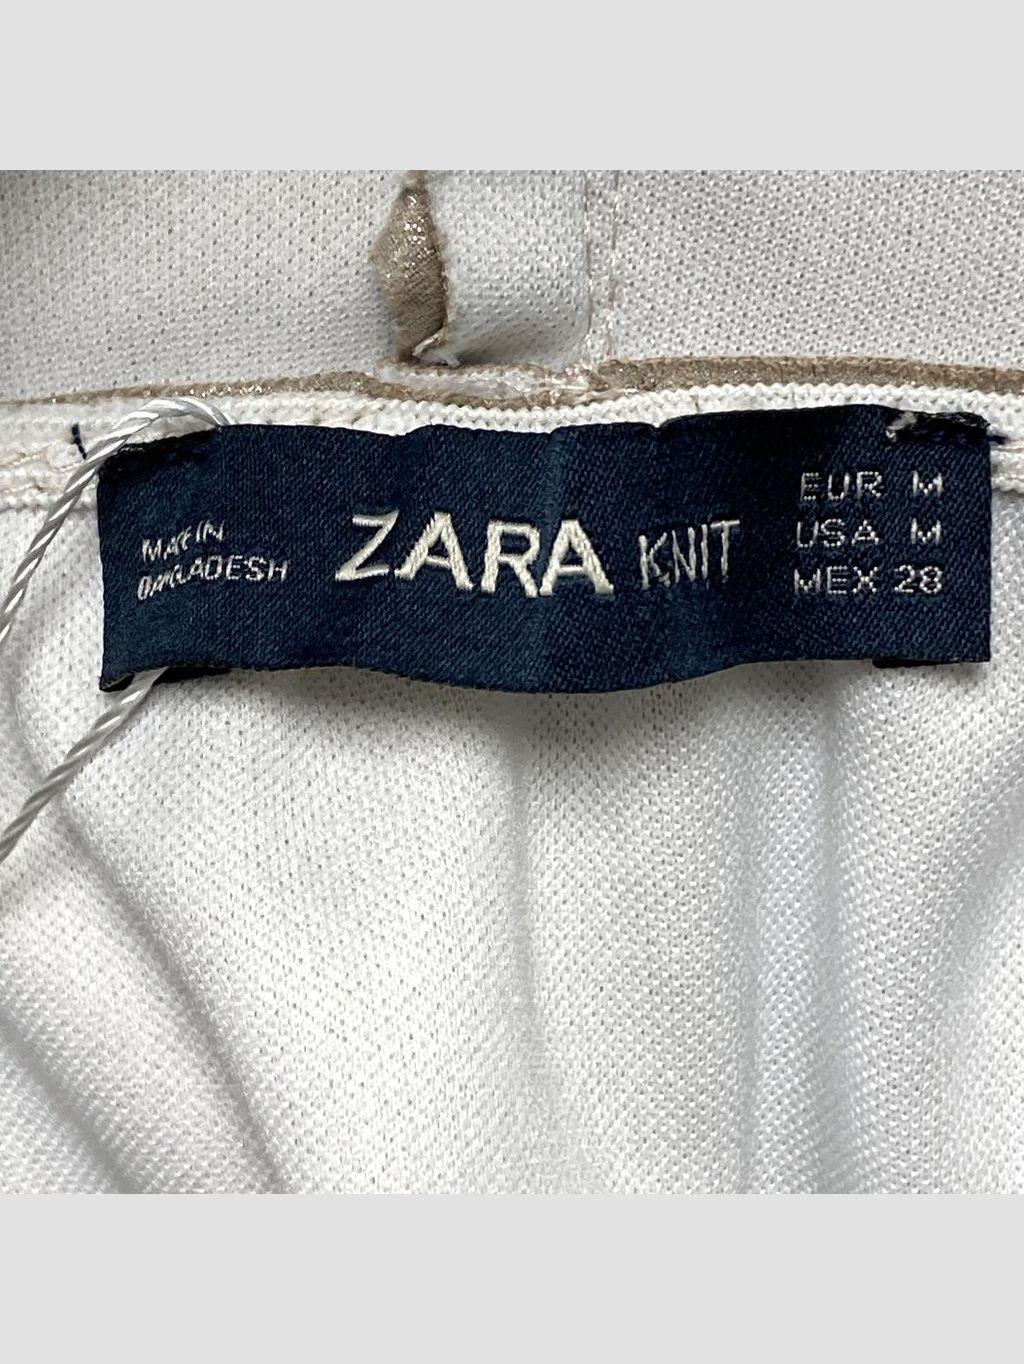 MADE IN
BANGLADESH
ZARA KNIT
EUR M
USA M
MEX 28